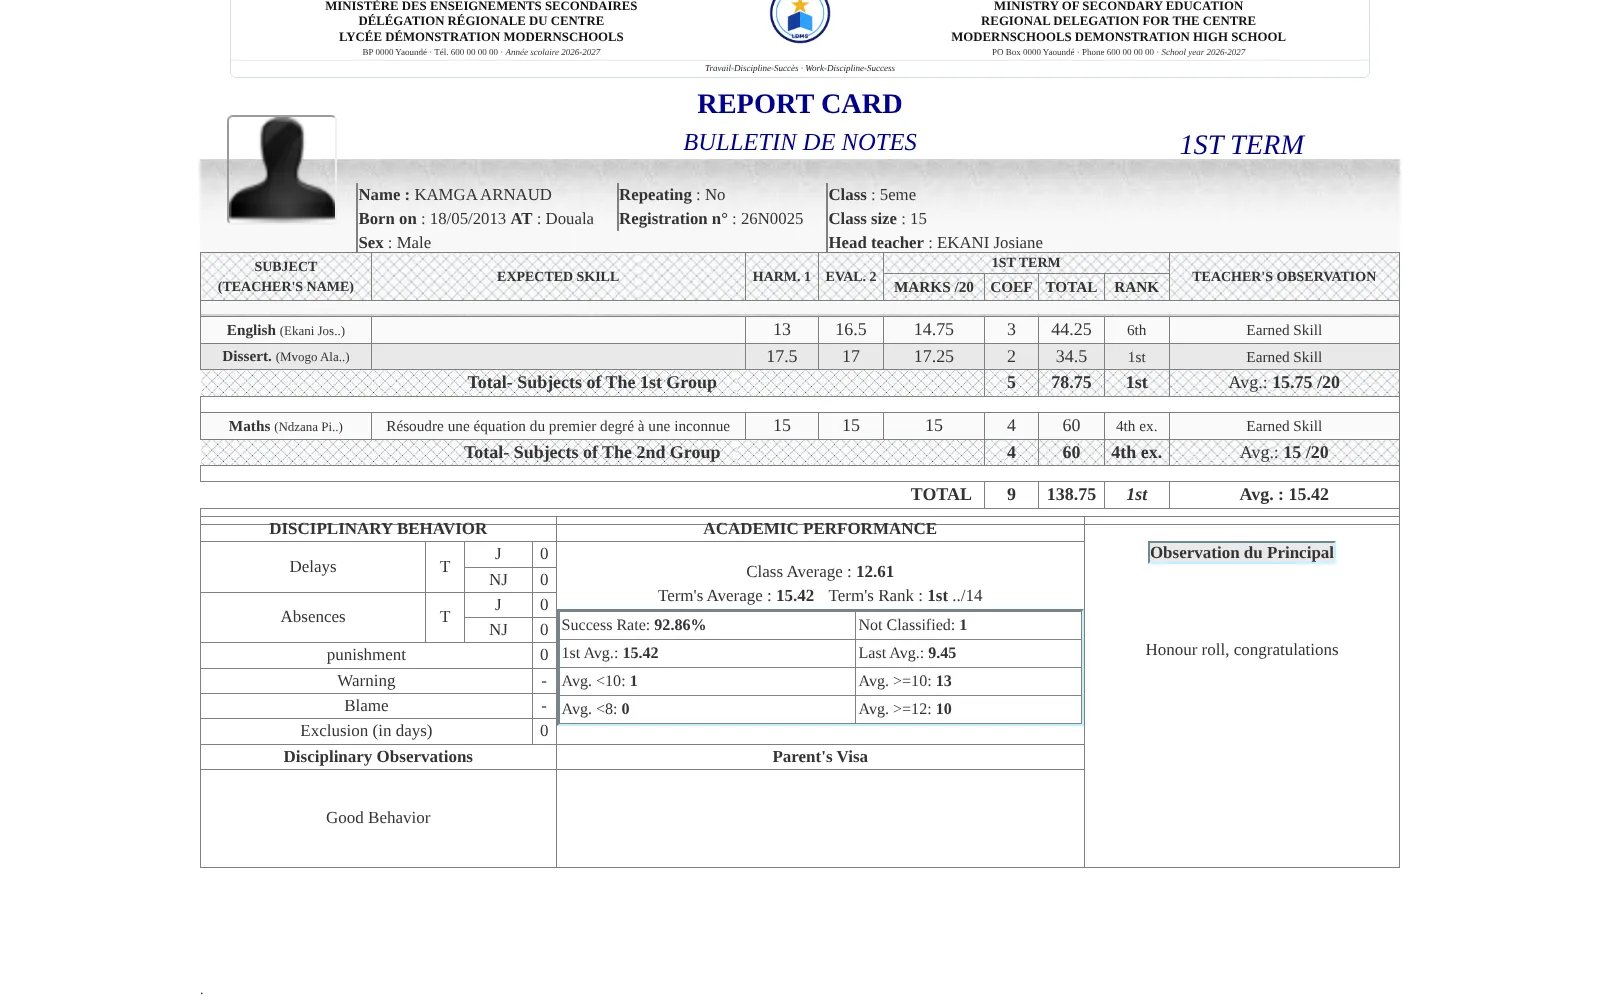 MINISTÈRE DES ENSEIGNEMENTS SECONDAIRES
DÉLÉGATION RÉGIONALE DU CENTRE
LYCÉE DÉMONSTRATION MODERNSCHOOLS
BP 0000 Yaoundé · Tél. 600 00 00 00 · Année scolaire 2026-2027
LDMS
MINISTRY OF SECONDARY EDUCATION
REGIONAL DELEGATION FOR THE CENTRE
MODERNSCHOOLS DEMONSTRATION HIGH SCHOOL
PO Box 0000 Yaoundé · Phone 600 00 00 00 · School year 2026-2027
Travail-Discipline-Succès · Work-Discipline-Success
REPORT CARD
BULLETIN DE NOTES
1ST TERM
Name : KAMGA ARNAUD
Born on : 18/05/2013 AT : Douala
Sex : Male
Repeating : No
Registration n° : 26N0025
Class : 5eme
Class size : 15
Head teacher : EKANI Josiane
SUBJECT (TEACHER'S NAME) EXPECTED SKILL HARM. 1 EVAL. 2 1ST TERM TEACHER'S OBSERVATION
MARKS /20 COEF TOTAL RANK
English (Ekani Jos..) 13 16.5 14.75 3 44.25 6th Earned Skill
Dissert. (Mvogo Ala..) 17.5 17 17.25 2 34.5 1st Earned Skill
Total- Subjects of The 1st Group 5 78.75 1st Avg.: 15.75 /20
Maths (Ndzana Pi..) Résoudre une équation du premier degré à une inconnue 15 15 15 4 60 4th ex. Earned Skill
Total- Subjects of The 2nd Group 4 60 4th ex. Avg.: 15 /20
TOTAL 9 138.75 1st Avg. : 15.42
DISCIPLINARY BEHAVIOR
Delays T J 0
NJ 0
Absences T J 0
NJ 0
punishment 0
Warning -
Blame -
Exclusion (in days) 0
Disciplinary Observations
Good Behavior
ACADEMIC PERFORMANCE
Class Average : 12.61
Term's Average : 15.42 Term's Rank : 1st ../14
Success Rate: 92.86% Not Classified: 1
1st Avg.: 15.42 Last Avg.: 9.45
Avg. <10: 1 Avg. >=10: 13
Avg. <8: 0 Avg. >=12: 10
Parent's Visa
Observation du Principal
Honour roll, congratulations
.